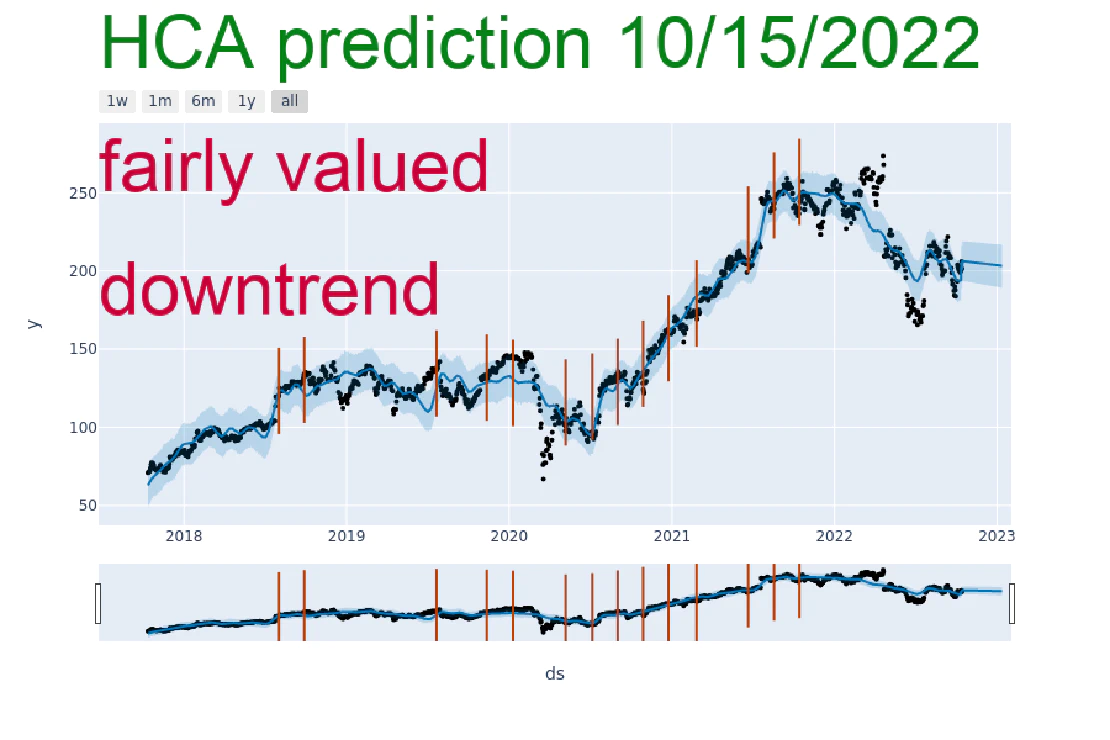 HCA prediction 10/15/2022
1w 1m 6m 1y all
fairly valued
250
downtrend
200
150
100
50
y
2018 2019 2020 2021 2022 2023
ds